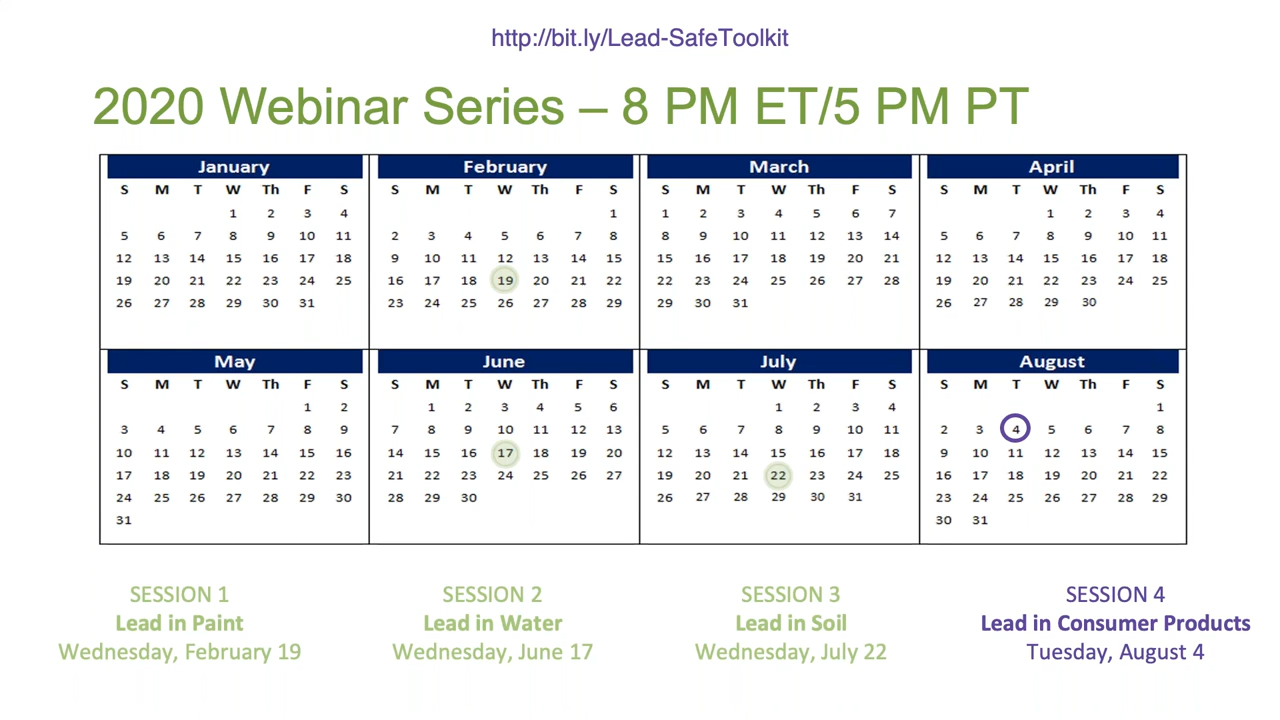 http://bit.ly/Lead-SafeToolkit
2020 Webinar Series – 8 PM ET/5 PM PT
January
S M T W Th F S
1 2 3 4
5 6 7 8 9 10 11
12 13 14 15 16 17 18
19 20 21 22 23 24 25
26 27 28 29 30 31
February
S M T W Th F S
1
2 3 4 5 6 7 8
9 10 11 12 13 14 15
16 17 18 19 20 21 22
23 24 25 26 27 28 29
March
S M T W Th F S
1 2 3 4 5 6 7
8 9 10 11 12 13 14
15 16 17 18 19 20 21
22 23 24 25 26 27 28
29 30 31
April
S M T W Th F S
1 2 3 4
5 6 7 8 9 10 11
12 13 14 15 16 17 18
19 20 21 22 23 24 25
26 27 28 29 30
May
S M T W Th F S
1 2
3 4 5 6 7 8 9
10 11 12 13 14 15 16
17 18 19 20 21 22 23
24 25 26 27 28 29 30
31
June
S M T W Th F S
1 2 3 4 5 6
7 8 9 10 11 12 13
14 15 16 17 18 19 20
21 22 23 24 25 26 27
28 29 30
July
S M T W Th F S
1 2 3 4
5 6 7 8 9 10 11
12 13 14 15 16 17 18
19 20 21 22 23 24 25
26 27 28 29 30 31
August
S M T W Th F S
1
2 3 4 5 6 7 8
9 10 11 12 13 14 15
16 17 18 19 20 21 22
23 24 25 26 27 28 29
30 31
SESSION 1
Lead in Paint
Wednesday, February 19
SESSION 2
Lead in Water
Wednesday, June 17
SESSION 3
Lead in Soil
Wednesday, July 22
SESSION 4
Lead in Consumer Products
Tuesday, August 4